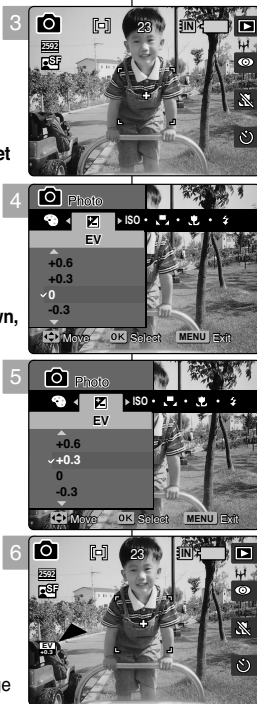 3
[-] 23 IN
2592
SF
et
4
Photo
ISO
EV
+0.6
+0.3
0
-0.3
wn,
Move OK Select MENU Exit
5
Photo
ISO
EV
+0.6
+0.3
0
-0.3
Move OK Select MENU Exit
6
[-] 23 IN
2592
SF
EV
+0.3
ge